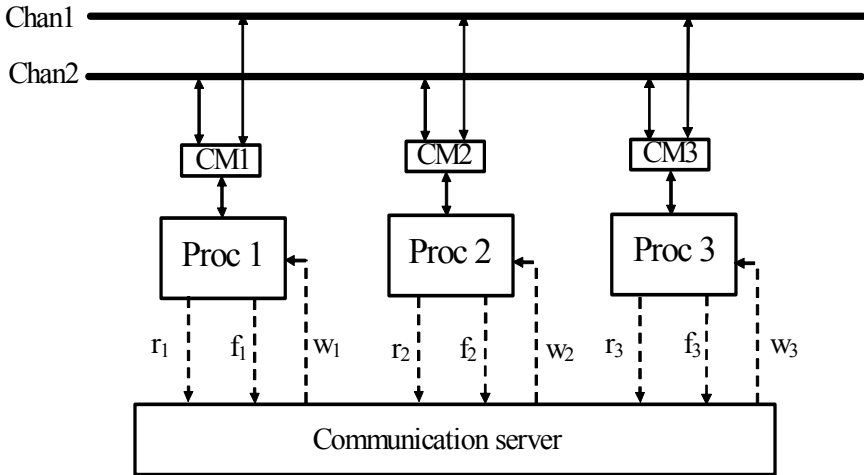 Chan1
Chan2
CM1 CM2 CM3
Proc 1 Proc 2 Proc 3
r1 f1 w1 r2 f2 w2 r3 f3 w3
Communication server